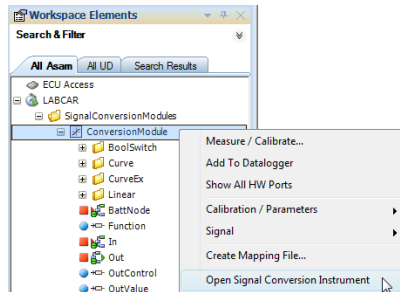 Workspace Elements
Search & Filter
All Asam All UD Search Results
ECU Access
LABCAR
SignalConversionModules
ConversionModule
BoolSwitch
Curve
CurveEx
Linear
BattNode
Function
In
Out
OutControl
OutValue
Measure / Calibrate...
Add To Datalogger
Show All HW Ports
Calibration / Parameters
Signal
Create Mapping File...
Open Signal Conversion Instrument